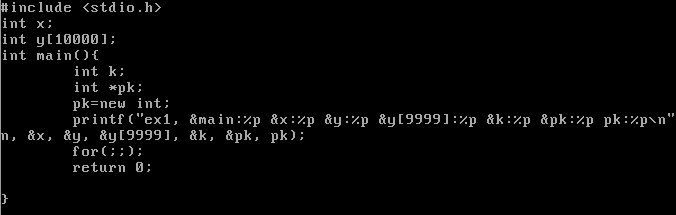 #include <stdio.h>
int x;
int y[10000];
int main(){
        int k;
        int *pk;
        pk=new int;
        printf("ex1, &main:%p &x:%p &y:%p &y[9999]:%p &k:%p &pk:%p pk:%p\n"
n, &x, &y, &y[9999], &k, &pk, pk);
        for(;;);
        return 0;
}